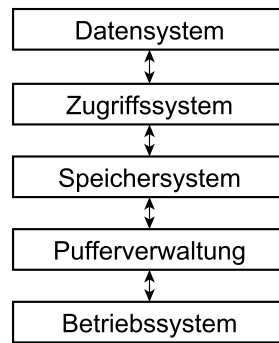 Datensystem
Zugriffssystem
Speichersystem
Pufferverwaltung
Betriebssystem